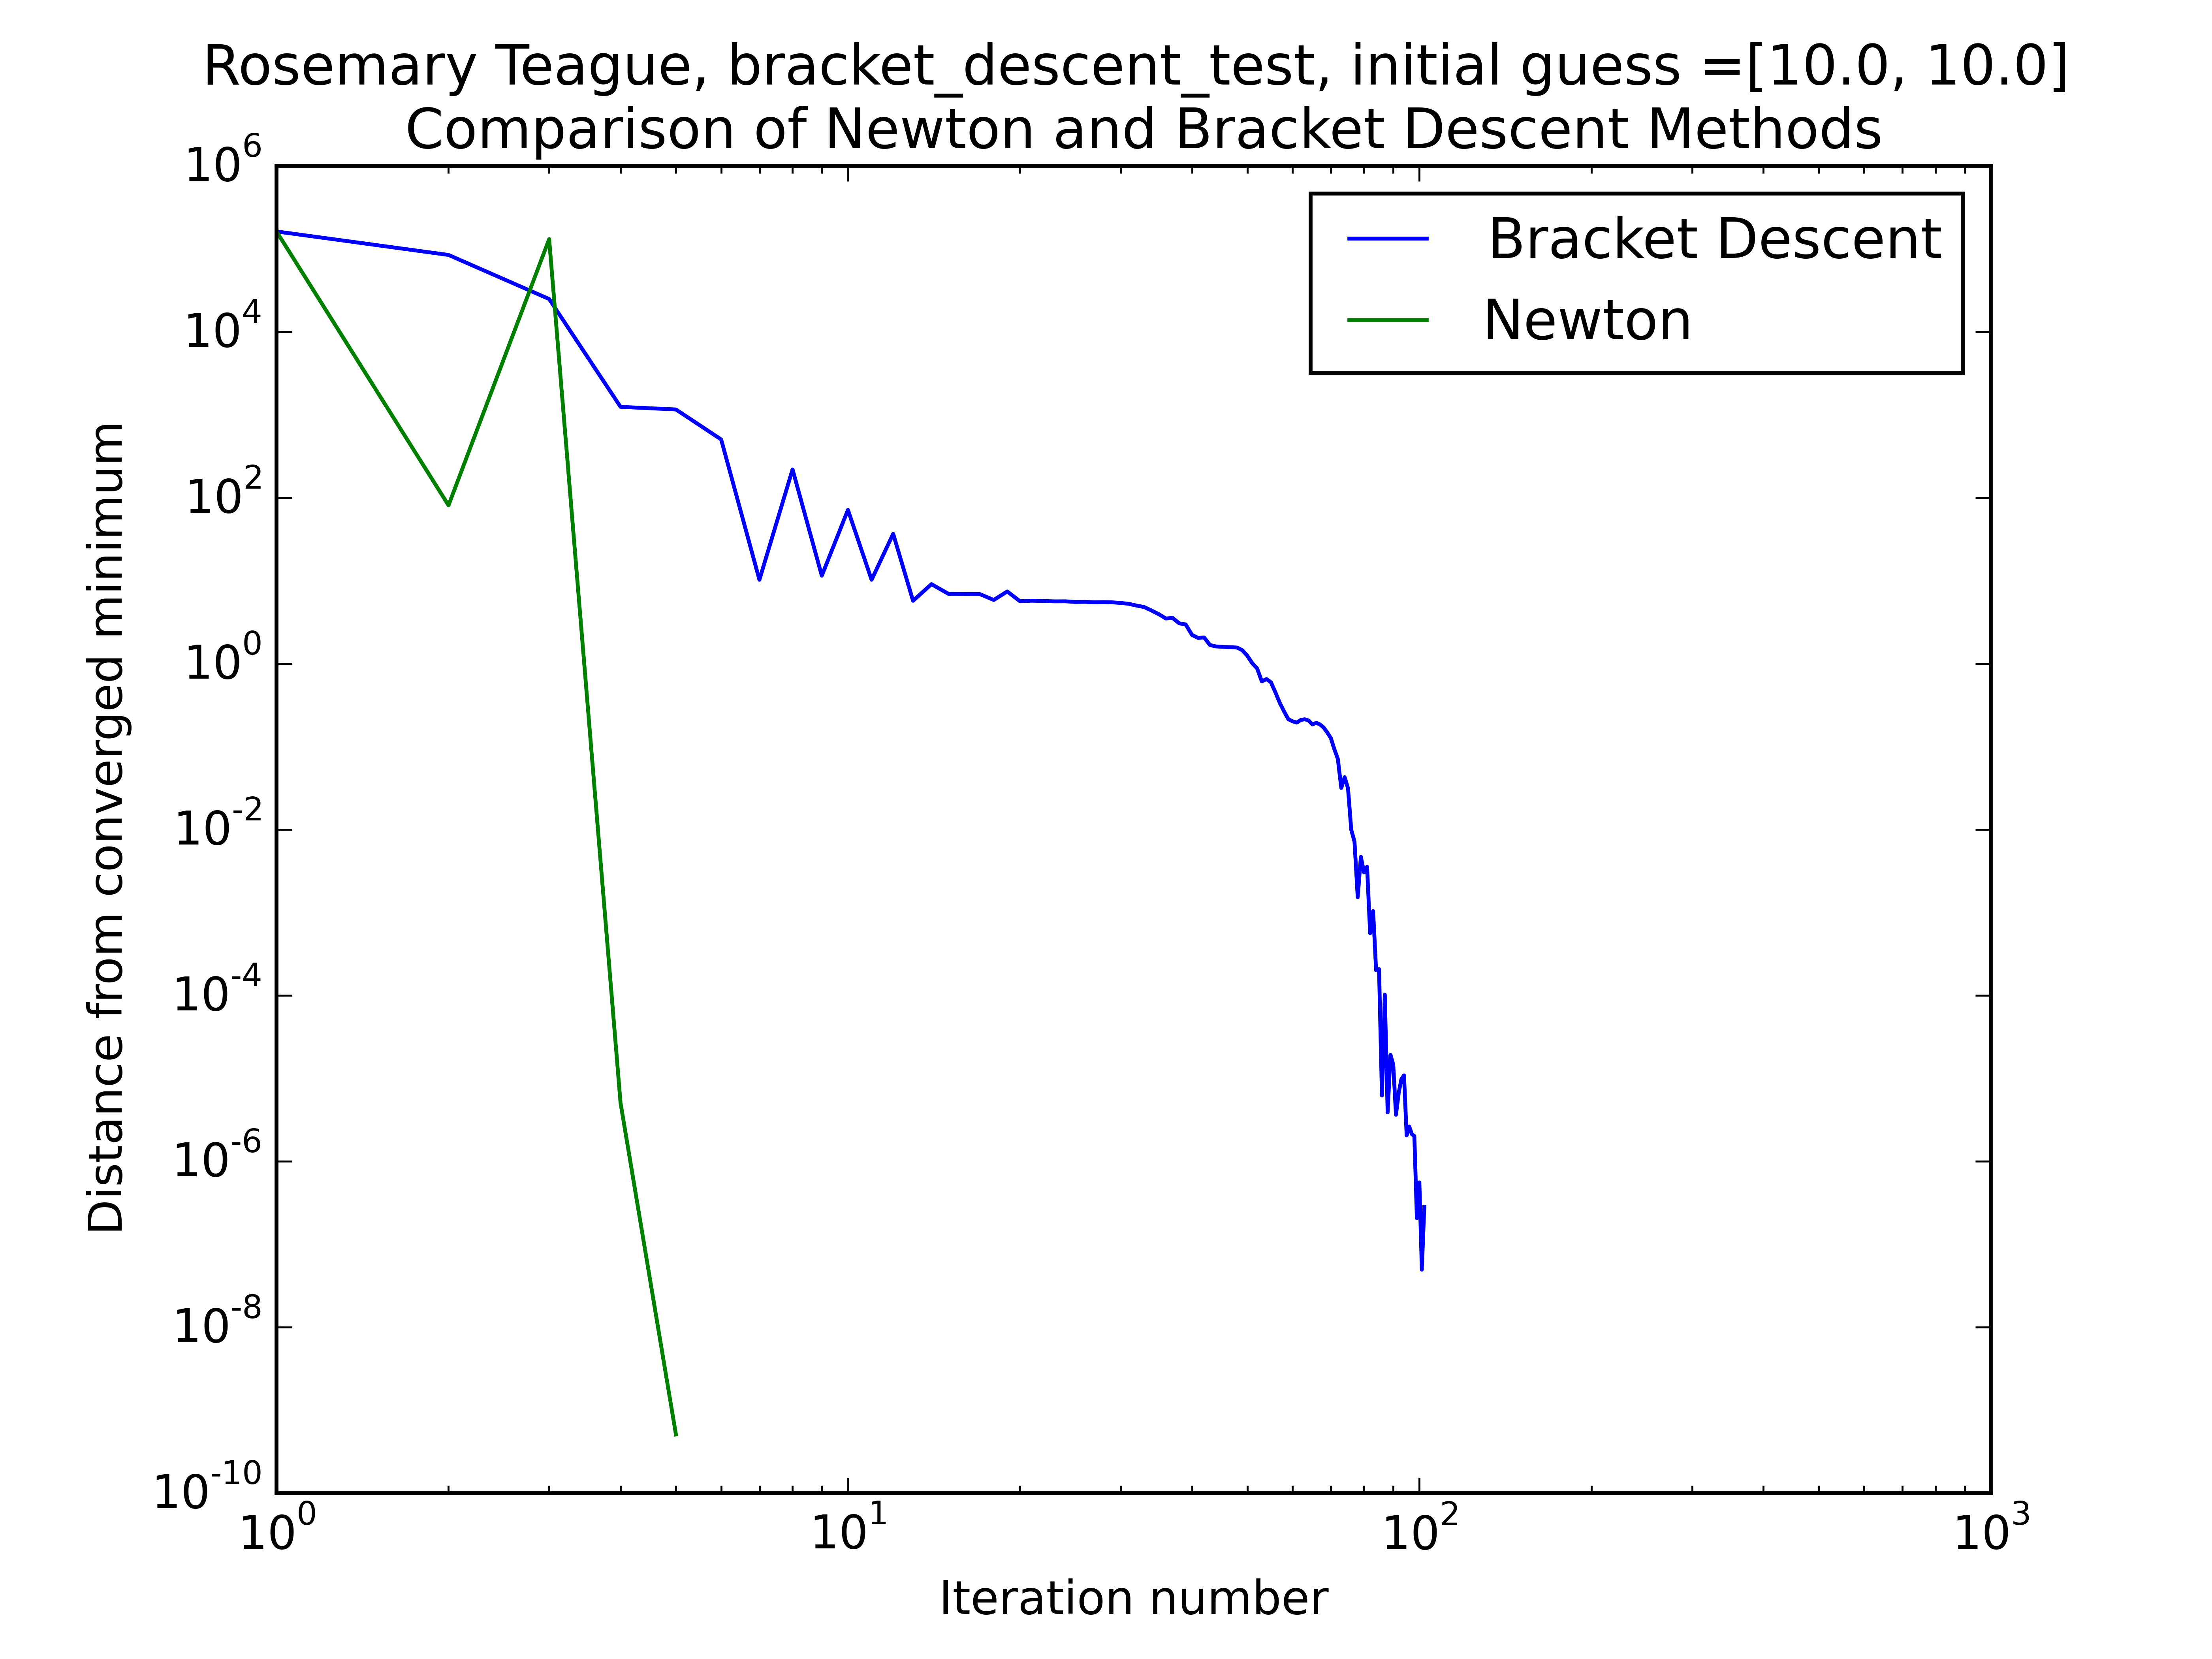 Rosemary Teague, bracket_descent_test, initial guess =[10.0, 10.0]
Comparison of Newton and Bracket Descent Methods
Bracket Descent
Newton
Distance from converged minimum
10^6
10^4
10^2
10^0
10^-2
10^-4
10^-6
10^-8
10^-10
10^0
10^1
10^2
10^3
Iteration number